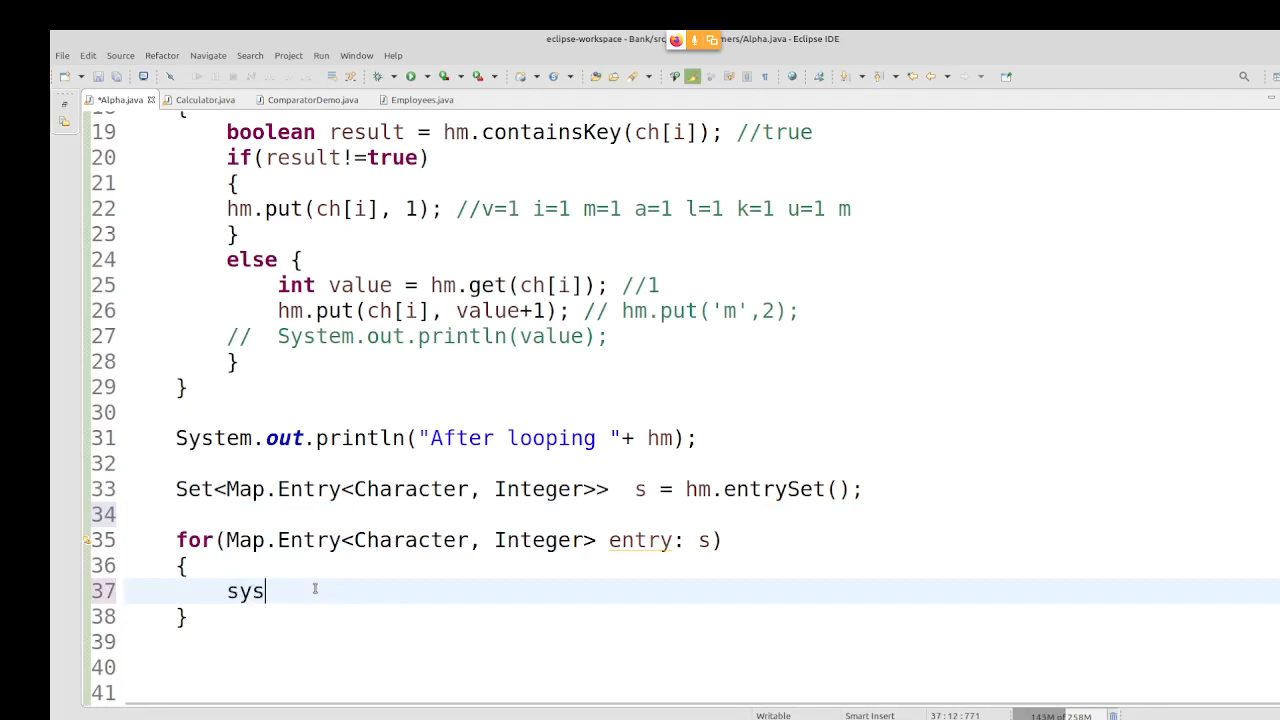 eclipse-workspace - Bank/src mers/Alpha.java - Eclipse IDE
File Edit Source Refactor Navigate Search Project Run Window Help
*Alpha.java Calculator.java ComparatorDemo.java Employees.java
18 {
19 boolean result = hm.containsKey(ch[i]); //true
20 if(result!=true)
21 {
22 hm.put(ch[i], 1); //v=1 i=1 m=1 a=1 l=1 k=1 u=1 m
23 }
24 else {
25 int value = hm.get(ch[i]); //1
26 hm.put(ch[i], value+1); // hm.put('m',2);
27 // System.out.println(value);
28 }
29 }
30
31 System.out.println("After looping "+ hm);
32
33 Set<Map.Entry<Character, Integer>> s = hm.entrySet();
34
35 for(Map.Entry<Character, Integer> entry: s)
36 {
37 sys
38 }
39
40
41
Writable Smart Insert 37:12:771 143M of 258M